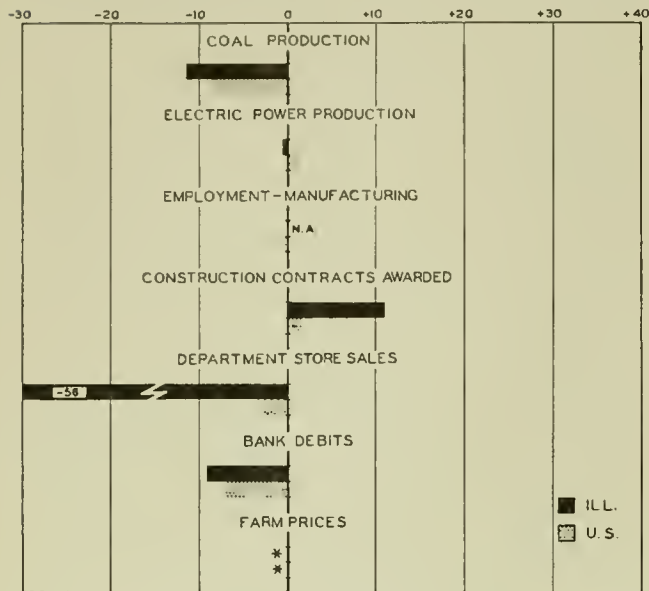 -30 -20 -10 0 +10 +20 +30 +40
COAL PRODUCTION
ELECTRIC POWER PRODUCTION
EMPLOYMENT-MANUFACTURING
N.A
CONSTRUCTION CONTRACTS AWARDED
DEPARTMENT STORE SALES
-56
BANK DEBITS
FARM PRICES
*
*
ILL.
U.S.